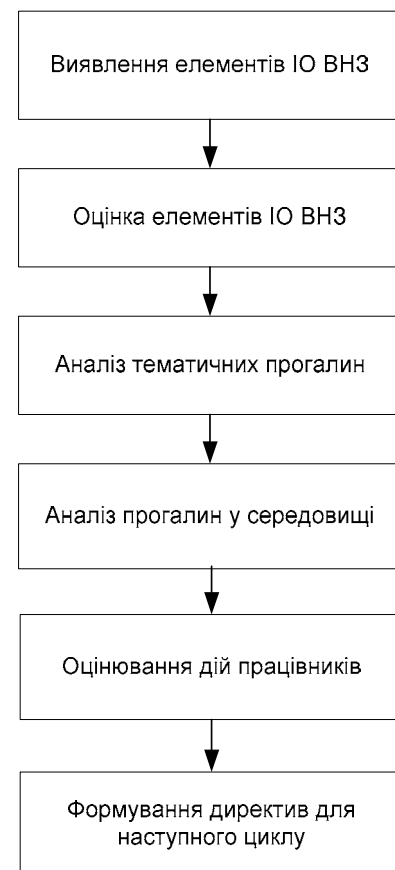 Виявлення елементів ІО ВНЗ
Оцінка елементів ІО ВНЗ
Аналіз тематичних прогалин
Аналіз прогалин у середовищі
Оцінювання дій працівників
Формування директив для
наступного циклу